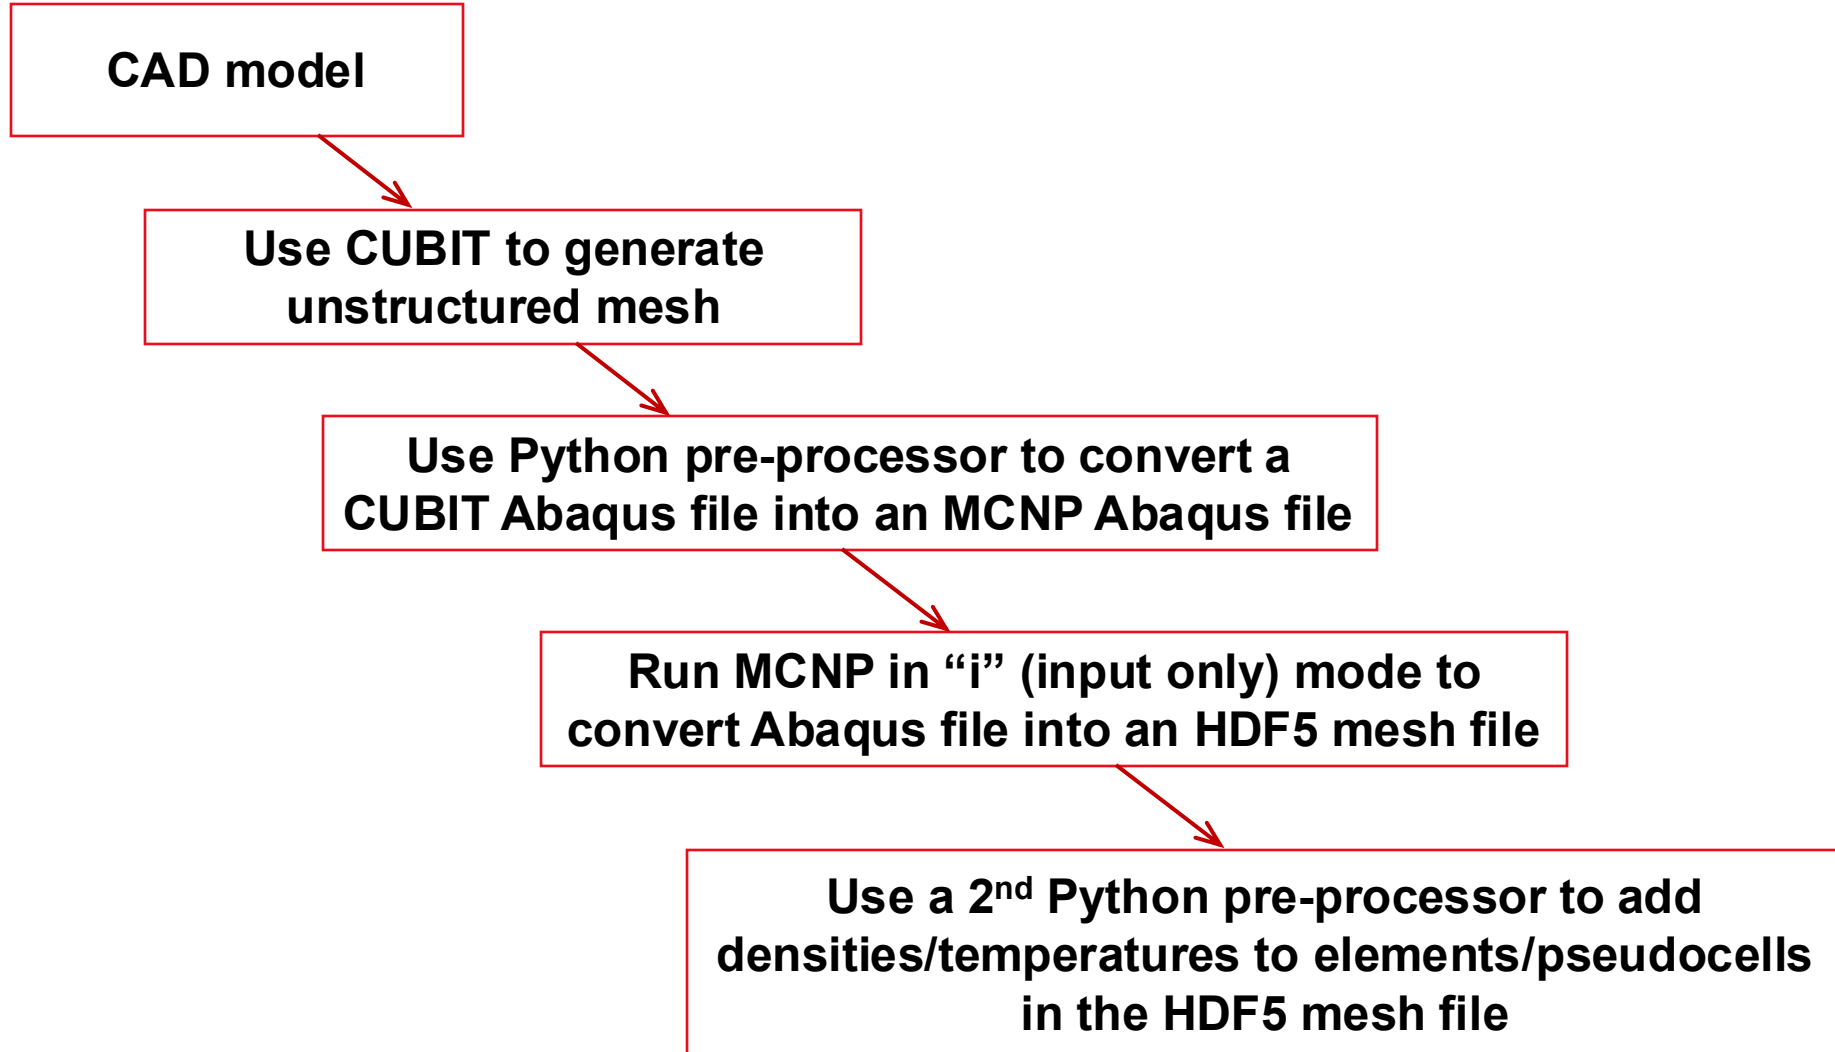 CAD model
Use CUBIT to generate
unstructured mesh
Use Python pre-processor to convert a
CUBIT Abaqus file into an MCNP Abaqus file
Run MCNP in “i” (input only) mode to
convert Abaqus file into an HDF5 mesh file
Use a 2nd Python pre-processor to add
densities/temperatures to elements/pseudocells
in the HDF5 mesh file